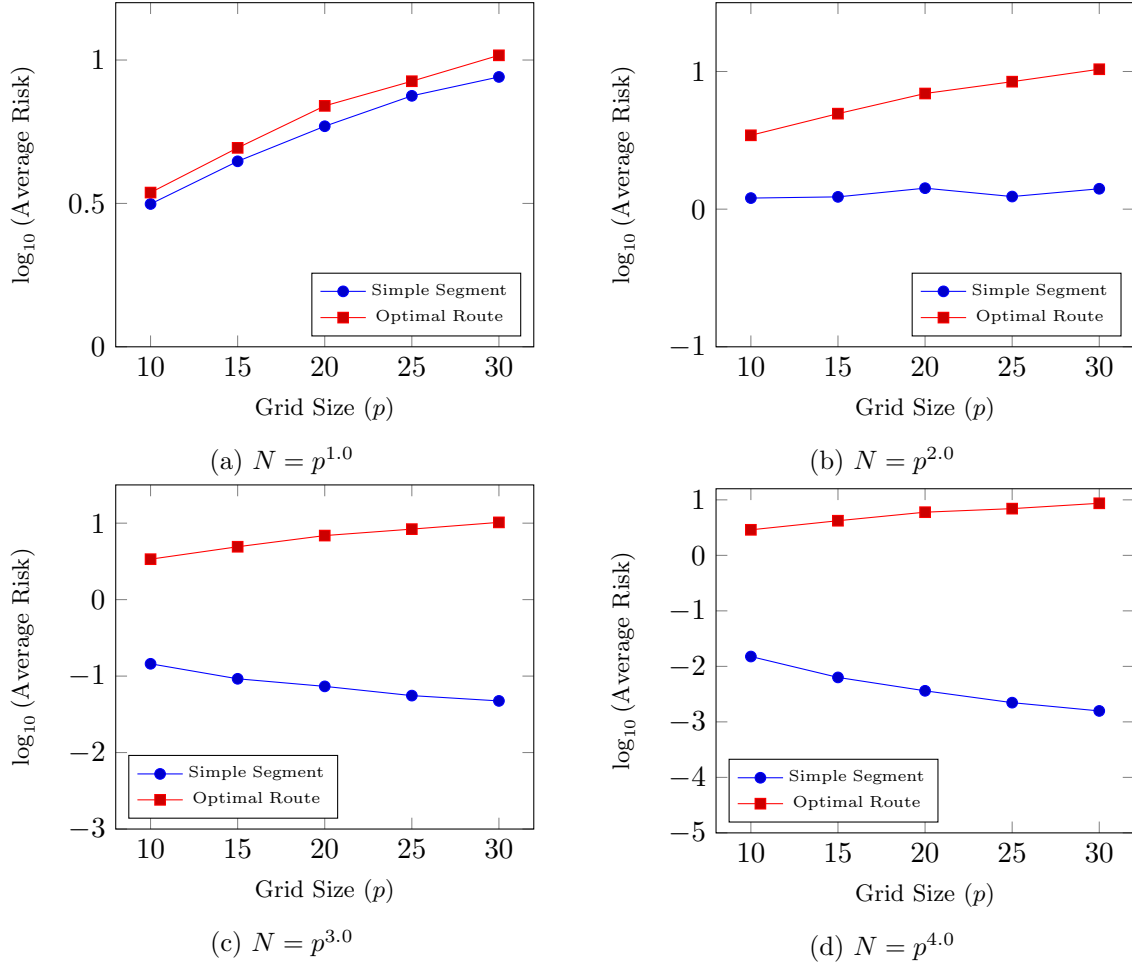 1
0.5
0
log₁₀ (Average Risk)
Simple Segment
Optimal Route
10 15 20 25 30
Grid Size (p)
(a) N = p^{1.0}
1
0
−1
log₁₀ (Average Risk)
Simple Segment
Optimal Route
10 15 20 25 30
Grid Size (p)
(b) N = p^{2.0}
1
0
−1
−2
−3
log₁₀ (Average Risk)
Simple Segment
Optimal Route
10 15 20 25 30
Grid Size (p)
(c) N = p^{3.0}
1
0
−1
−2
−3
−4
−5
log₁₀ (Average Risk)
Simple Segment
Optimal Route
10 15 20 25 30
Grid Size (p)
(d) N = p^{4.0}